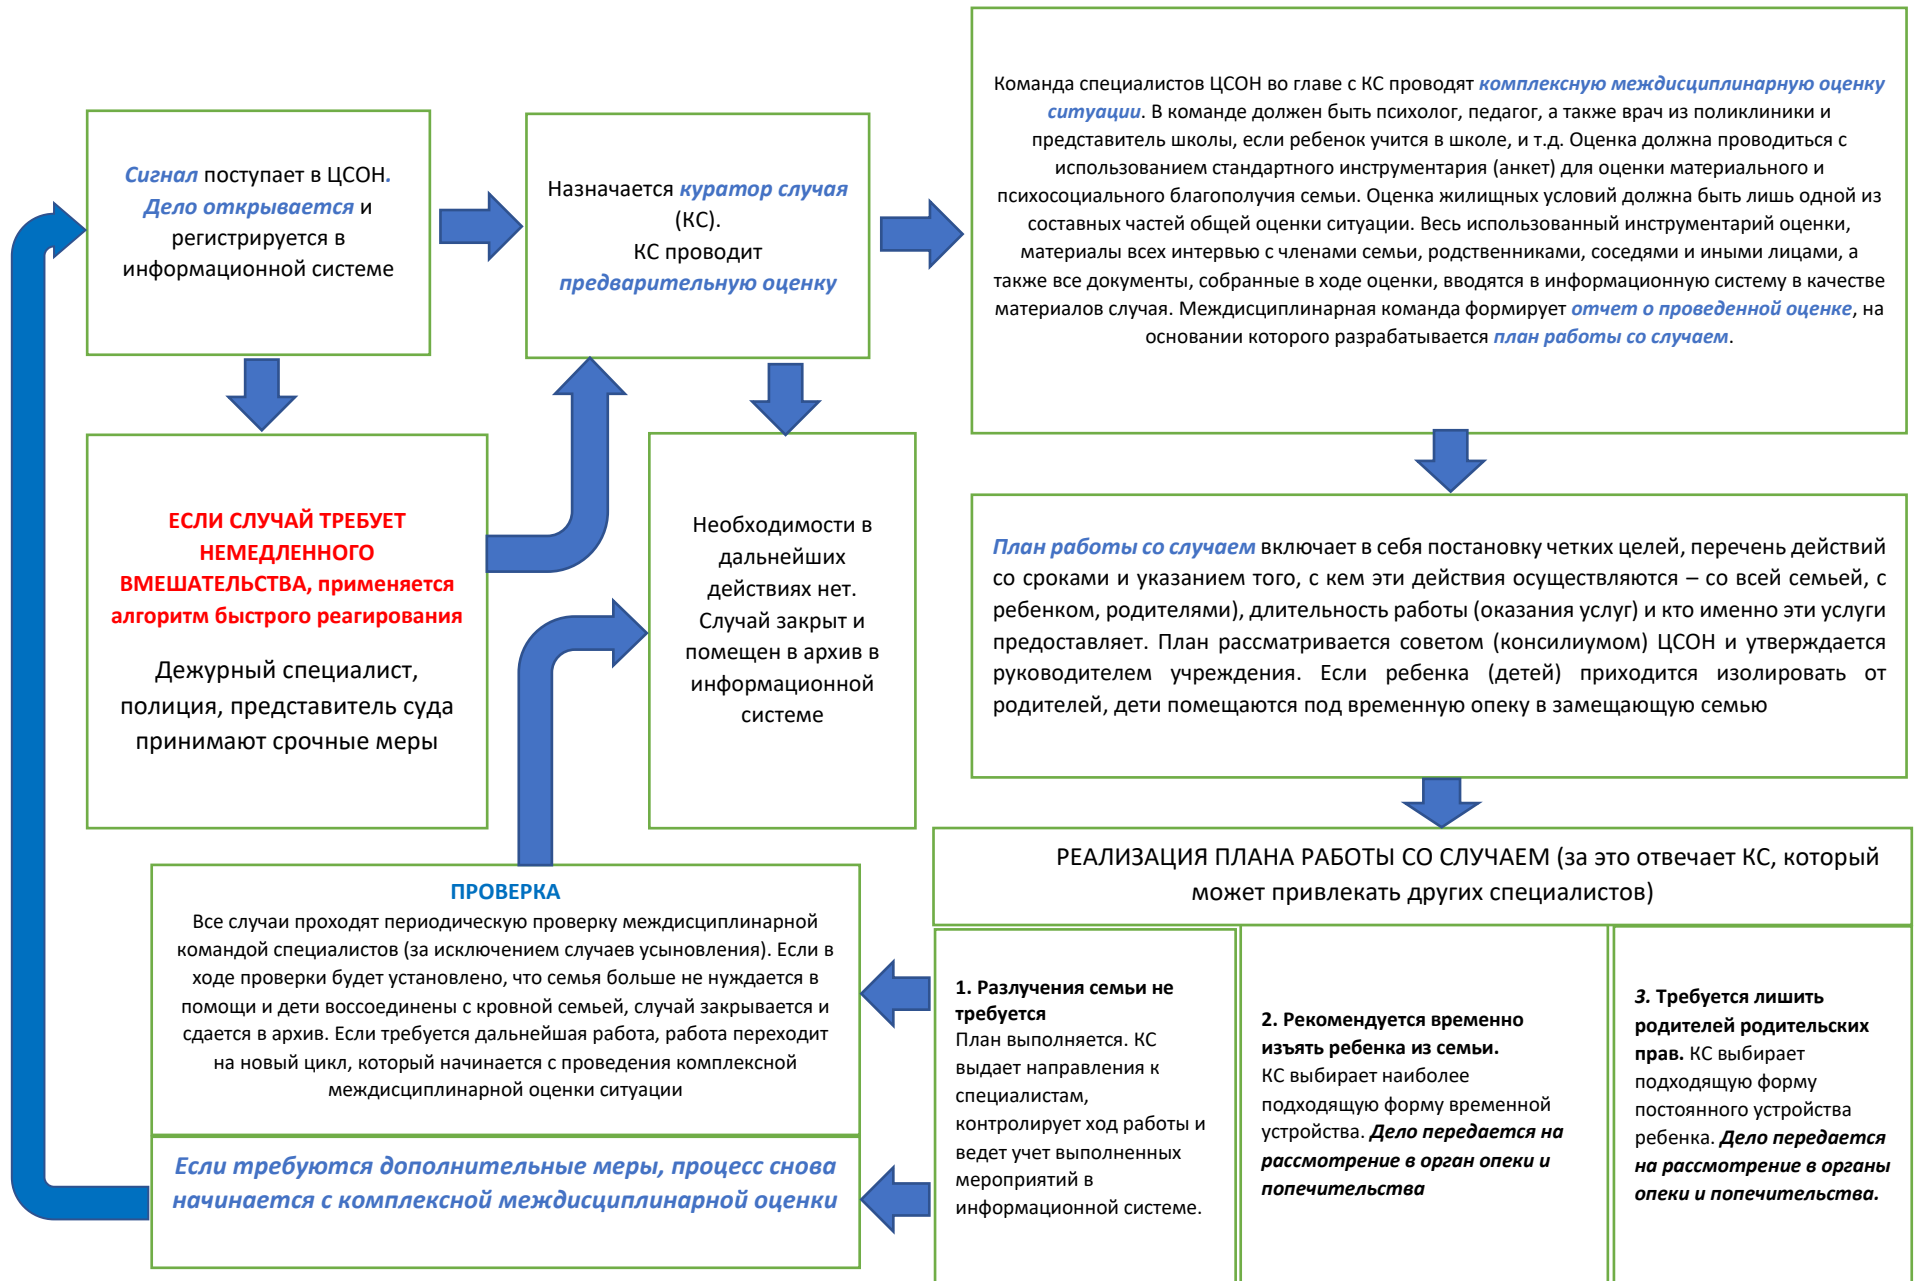 Сигнал поступает в ЦСОН.
Дело открывается и
регистрируется в
информационной системе
Назначается куратор случая
(КС).
КС проводит
предварительную оценку
Команда специалистов ЦСОН во главе с КС проводят комплексную междисциплинарную оценку
ситуации. В команде должен быть психолог, педагог, а также врач из поликлиники и
представитель школы, если ребенок учится в школе, и т.д. Оценка должна проводиться с
использованием стандартного инструментария (анкет) для оценки материального и
психосоциального благополучия семьи. Оценка жилищных условий должна быть лишь одной из
составных частей общей оценки ситуации. Весь использованный инструментарий оценки,
материалы всех интервью с членами семьи, родственниками, соседями и иными лицами, а
также все документы, собранные в ходе оценки, вводятся в информационную систему в качестве
материалов случая. Междисциплинарная команда формирует отчет о проведенной оценке, на
основании которого разрабатывается план работы со случаем.
ЕСЛИ СЛУЧАЙ ТРЕБУЕТ
НЕМЕДЛЕННОГО
ВМЕШАТЕЛЬСТВА, применяется
алгоритм быстрого реагирования
Дежурный специалист,
полиция, представитель суда
принимают срочные меры
Необходимости в
дальнейших
действиях нет.
Случай закрыт и
помещен в архив в
информационной
системе
План работы со случаем включает в себя постановку четких целей, перечень действий
со сроками и указанием того, с кем эти действия осуществляются – со всей семьей, с
ребенком, родителями), длительность работы (оказания услуг) и кто именно эти услуги
предоставляет. План рассматривается советом (консилиумом) ЦСОН и утверждается
руководителем учреждения. Если ребенка (детей) приходится изолировать от
родителей, дети помещаются под временную опеку в замещающую семью
РЕАЛИЗАЦИЯ ПЛАНА РАБОТЫ СО СЛУЧАЕМ (за это отвечает КС, который
может привлекать других специалистов)
ПРОВЕРКА
Все случаи проходят периодическую проверку междисциплинарной
командой специалистов (за исключением случаев усыновления). Если в
ходе проверки будет установлено, что семья больше не нуждается в
помощи и дети воссоединены с кровной семьей, случай закрывается и
сдается в архив. Если требуется дальнейшая работа, работа переходит
на новый цикл, который начинается с проведения комплексной
междисциплинарной оценки ситуации
Если требуются дополнительные меры, процесс снова
начинается с комплексной междисциплинарной оценки
1. Разлучения семьи не
требуется
План выполняется. КС
выдает направления к
специалистам,
контролирует ход работы и
ведет учет выполненных
мероприятий в
информационной системе.
2. Рекомендуется временно
изъять ребенка из семьи.
КС выбирает наиболее
подходящую форму временной
устройства. Дело передается на
рассмотрение в орган опеки и
попечительства
3. Требуется лишить
родителей родительских
прав. КС выбирает
подходящую форму
постоянного устройства
ребенка. Дело передается
на рассмотрение в органы
опеки и попечительства.